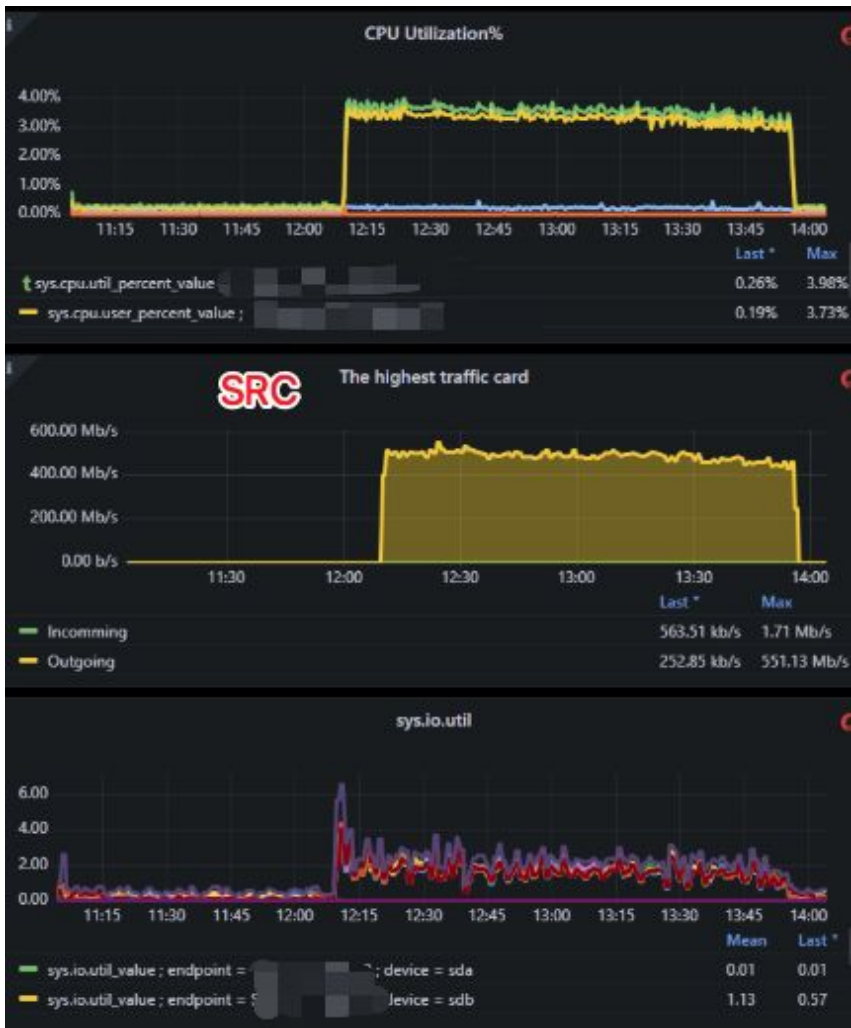 CPU Utilization%
4.00%
3.00%
2.00%
1.00%
0.00%
11:15 11:30 11:45 12:00 12:15 12:30 12:45 13:00 13:15 13:30 13:45 14:00
Last * Max
sys.cpu.util_percent_value 0.26% 3.98%
sys.cpu.user_percent_value ; 0.19% 3.73%
SRC The highest traffic card
600.00 Mb/s
400.00 Mb/s
200.00 Mb/s
0.00 b/s
11:30 12:00 12:30 13:00 13:30 14:00
Last * Max
Incomming 563.51 kb/s 1.71 Mb/s
Outgoing 252.85 kb/s 551.13 Mb/s
sys.io.util
6.00
4.00
2.00
0.00
11:15 11:30 11:45 12:00 12:15 12:30 12:45 13:00 13:15 13:30 13:45 14:00
Mean Last *
sys.io.util_value ; endpoint = ; device = sda 0.01 0.01
sys.io.util_value ; endpoint = device = sdb 1.13 0.57